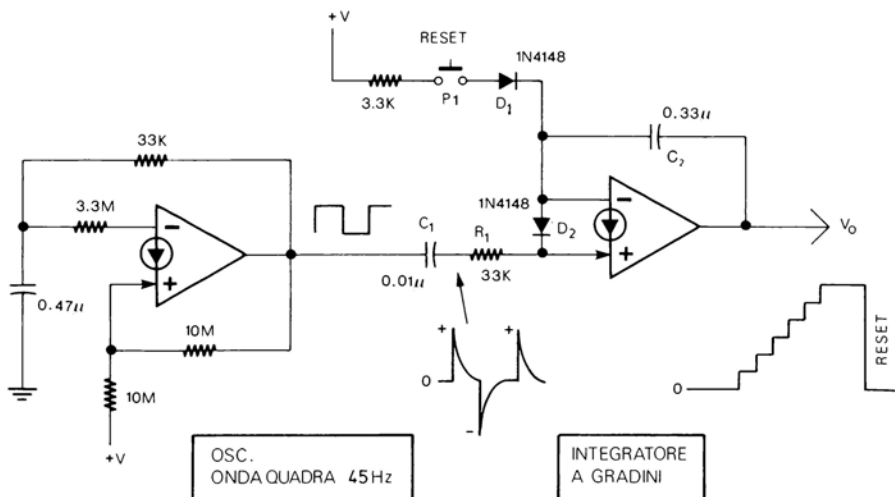 +V
RESET
1N4148
3.3K
P1
D1
0.33u
C2
33K
3.3M
−
+
0.47u
10M
10M
+V
C1
0.01u
R1
33K
1N4148
D2
−
+
Vo
+
+
0
−
0
RESET
OSC.
ONDA QUADRA 45Hz
INTEGRATORE
A GRADINI